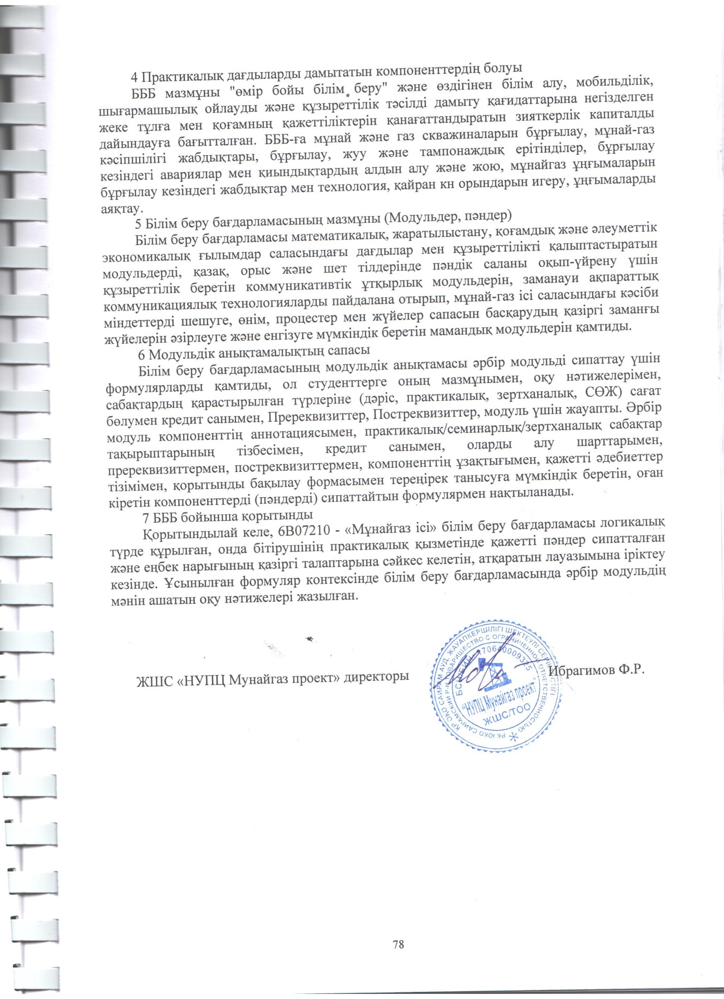 4 Практикалық дағдыларды дамытатын компоненттердің болуы
БББ мазмұны "өмір бойы білім беру" және өздігінен білім алу, мобильділік,
шығармашылық ойлауды және құзыреттілік тәсілді дамыту қағидаттарына негізделген
жеке тұлға мен қоғамның қажеттіліктерін қанағаттандыратын зияткерлік капиталды
дайындауға бағытталған. БББ-ға мұнай және газ скважиналарын бұрғылау, мұнай-газ
кәсіпшілігі жабдықтары, бұрғылау, жуу және тампонаждық ерітінділер, бұрғылау
кезіндегі авариялар мен қиындықтардың алдын алу және жою, мұнайгаз ұңғымаларын
бұрғылау кезіндегі жабдықтар мен технология, қайран кн орындарын игеру, ұңғымаларды
аяқтау.
5 Білім беру бағдарламасының мазмұны (Модульдер, пәндер)
Білім беру бағдарламасы математикалық, жаратылыстану, қоғамдық және әлеуметтік
экономикалық ғылымдар саласындағы дағдылар мен құзыреттілікті қалыптастыратын
модульдерді, қазақ, орыс және шет тілдерінде пәндік саланы оқып-үйрену үшін
құзыреттілік беретін коммуникативтік ұтқырлық модульдерін, заманауи ақпараттық
коммуникациялық технологияларды пайдалана отырып, мұнай-газ ісі саласындағы кәсіби
міндеттерді шешуге, өнім, процестер мен жүйелер сапасын басқарудың қазіргі заманғы
жүйелерін әзірлеуге және енгізуге мүмкіндік беретін мамандық модульдерін қамтиды.
6 Модульдік анықтамалықтың сапасы
Білім беру бағдарламасының модульдік анықтамасы әрбір модульді сипаттау үшін
формулярларды қамтиды, ол студенттерге оның мазмұнымен, оқу нәтижелерімен,
сабақтардың қарастырылған түрлеріне (дәріс, практикалық, зертханалық, СӨЖ) сағат
бөлумен кредит санымен, Пререквизиттер, Постреквизиттер, модуль үшін жауапты. Әрбір
модуль компоненттің аннотациясымен, практикалық/семинарлық/зертханалық сабақтар
тақырыптарының тізбесімен, кредит санымен, оларды алу шарттарымен,
пререквизиттермен, постреквизиттермен, компоненттің ұзақтығымен, қажетті әдебиеттер
тізімімен, қорытынды бақылау формасымен тереңірек танысуға мүмкіндік беретін, оған
кіретін компоненттерді (пәндерді) сипаттайтын формулярмен нақтыланады.
7 БББ бойынша қорытынды
Қорытындылай келе, 6В07210 - «Мұнайгаз ісі» білім беру бағдарламасы логикалық
түрде құрылған, онда бітірушінің практикалық қызметінде қажетті пәндер сипатталған
және еңбек нарығының қазіргі талаптарына сәйкес келетін, атқаратын лауазымына іріктеу
кезінде. Ұсынылған формуляр контексінде білім беру бағдарламасында әрбір модульдің
мәнін ашатын оқу нәтижелері жазылған.
ЖШС «НУПЦ Мунайгаз проект» директоры
Ибрагимов Ф.Р.
ҚР ОҚО САЙРАМ АУД. ЖАУАПКЕРШІЛІГІ ШЕКТЕУЛІ СЕРІКТЕСТІГІ
РК ЮКО САЙРАМСКИЙ Р-Н ТОВАРИЩЕСТВО С ОГРАНИЧЕННОЙ ОТВЕТСТВЕННОСТЬЮ
"НУПЦ Мұнайгаз проект"
ЖШС/ТОО
78